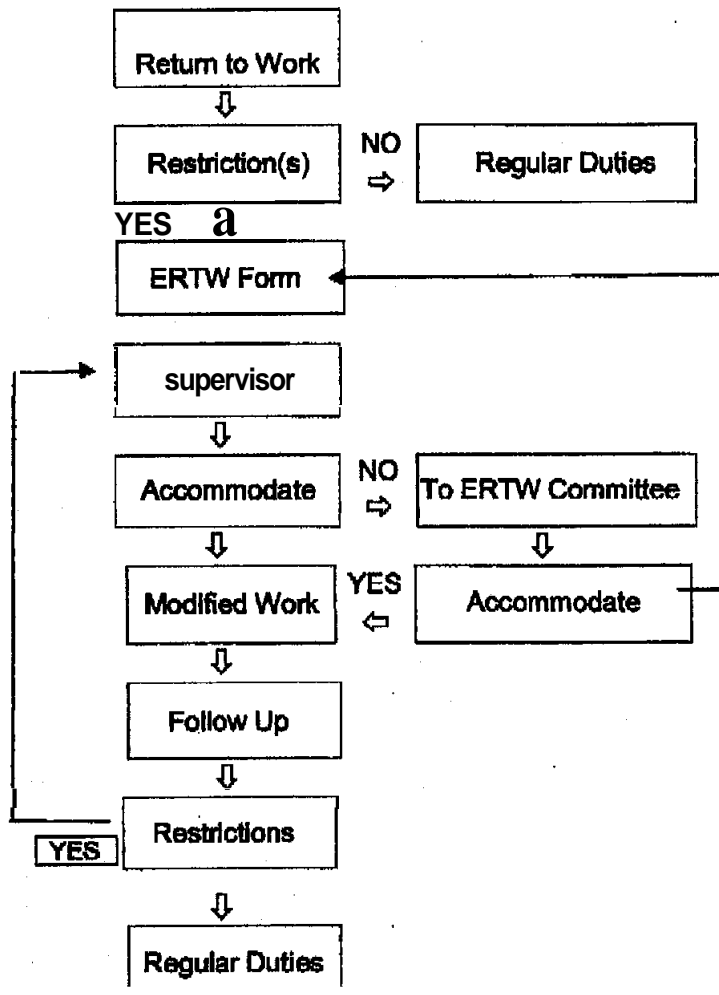 Return to Work
Restriction(s)
NO
Regular Duties
YES a
ERTW Form
supervisor
Accommodate
NO
To ERTW Committee
Modified Work
YES
Accommodate
Follow Up
Restrictions
YES
Regular Duties